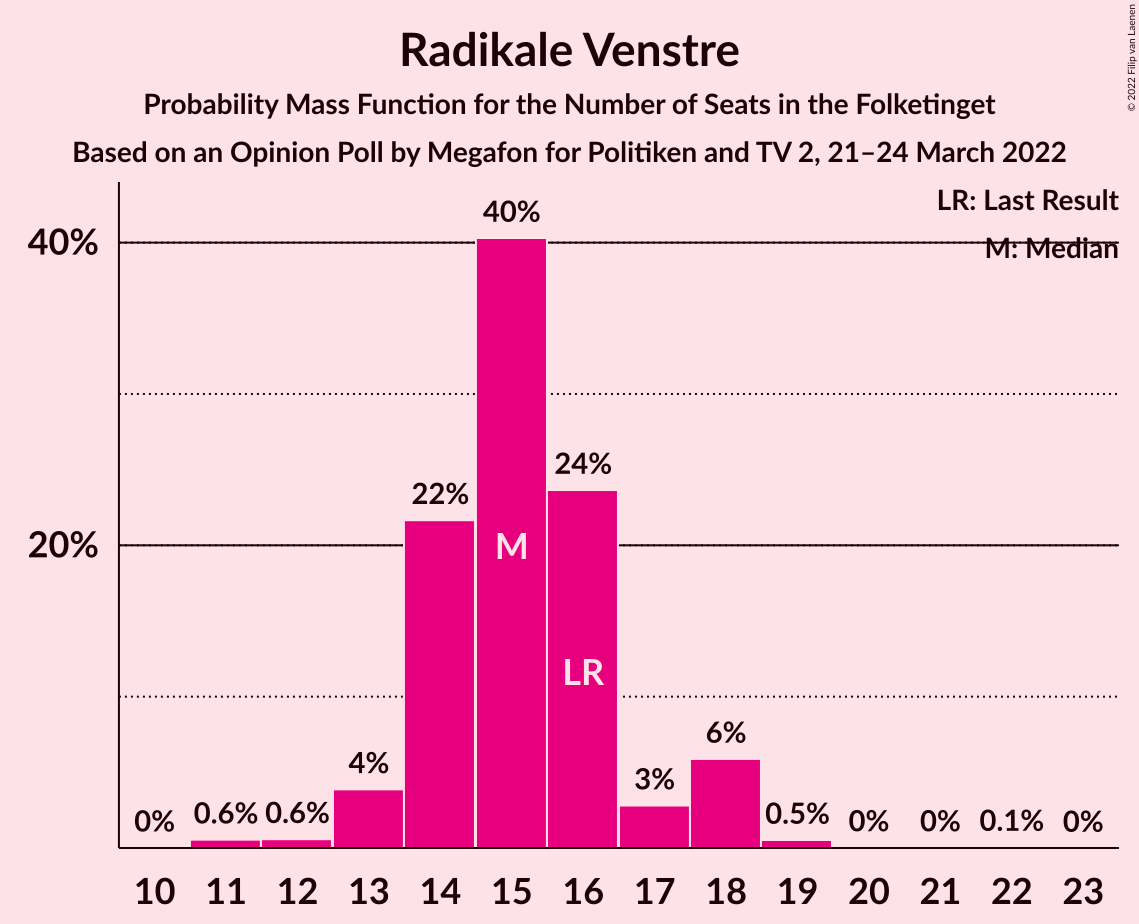 Radikale Venstre
Probability Mass Function for the Number of Seats in the Folketinget
Based on an Opinion Poll by Megafon for Politiken and TV 2, 21–24 March 2022
© 2022 Filip van Laenen
LR: Last Result
M: Median
40%
20%
0%
0.6%
0.6%
4%
22%
40%
24%
3%
6%
0.5%
0%
0%
0.1%
0%
M
LR
10 11 12 13 14 15 16 17 18 19 20 21 22 23